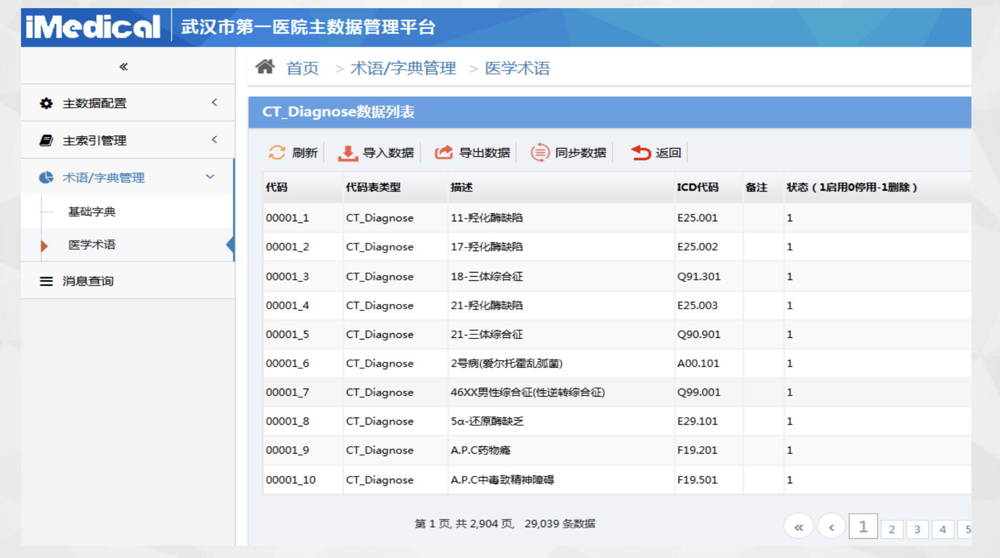 iMedical 武汉市第一医院主数据管理平台
«
主数据配置
主索引管理
术语/字典管理
基础字典
医学术语
消息查询
首页 > 术语/字典管理 > 医学术语
CT_Diagnose数据列表
刷新 导入数据 导出数据 同步数据 返回
代码 代码表类型 描述 ICD代码 备注 状态（1启用0停用-1删除）
00001_1 CT_Diagnose 11-羟化酶缺陷 E25.001 1
00001_2 CT_Diagnose 17-羟化酶缺陷 E25.002 1
00001_3 CT_Diagnose 18-三体综合征 Q91.301 1
00001_4 CT_Diagnose 21-羟化酶缺陷 E25.003 1
00001_5 CT_Diagnose 21-三体综合征 Q90.901 1
00001_6 CT_Diagnose 2号病(爱尔托霍乱弧菌) A00.101 1
00001_7 CT_Diagnose 46XX男性综合征(性逆转综合征) Q99.001 1
00001_8 CT_Diagnose 5α-还原酶缺乏 E29.101 1
00001_9 CT_Diagnose A.P.C药物瘾 F19.201 1
00001_10 CT_Diagnose A.P.C中毒致精神障碍 F19.501 1
第 1 页, 共 2,904 页, 29,039 条数据
« ‹ 1 2 3 4 5